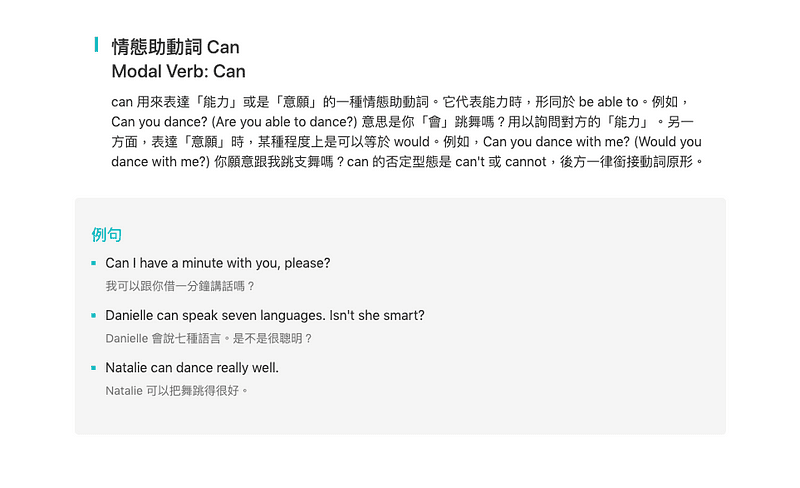 情態助動詞 Can
Modal Verb: Can
can 用來表達「能力」或是「意願」的一種情態助動詞。它代表能力時，形同於 be able to。例如，
Can you dance? (Are you able to dance?) 意思是你「會」跳舞嗎？用以詢問對方的「能力」。另一
方面，表達「意願」時，某種程度上是可以等於 would。例如，Can you dance with me? (Would you
dance with me?) 你願意跟我跳支舞嗎？can 的否定型態是 can't 或 cannot，後方一律銜接動詞原形。
例句
Can I have a minute with you, please?
我可以跟你借一分鐘講話嗎？
Danielle can speak seven languages. Isn't she smart?
Danielle 會說七種語言。是不是很聰明？
Natalie can dance really well.
Natalie 可以把舞跳得很好。